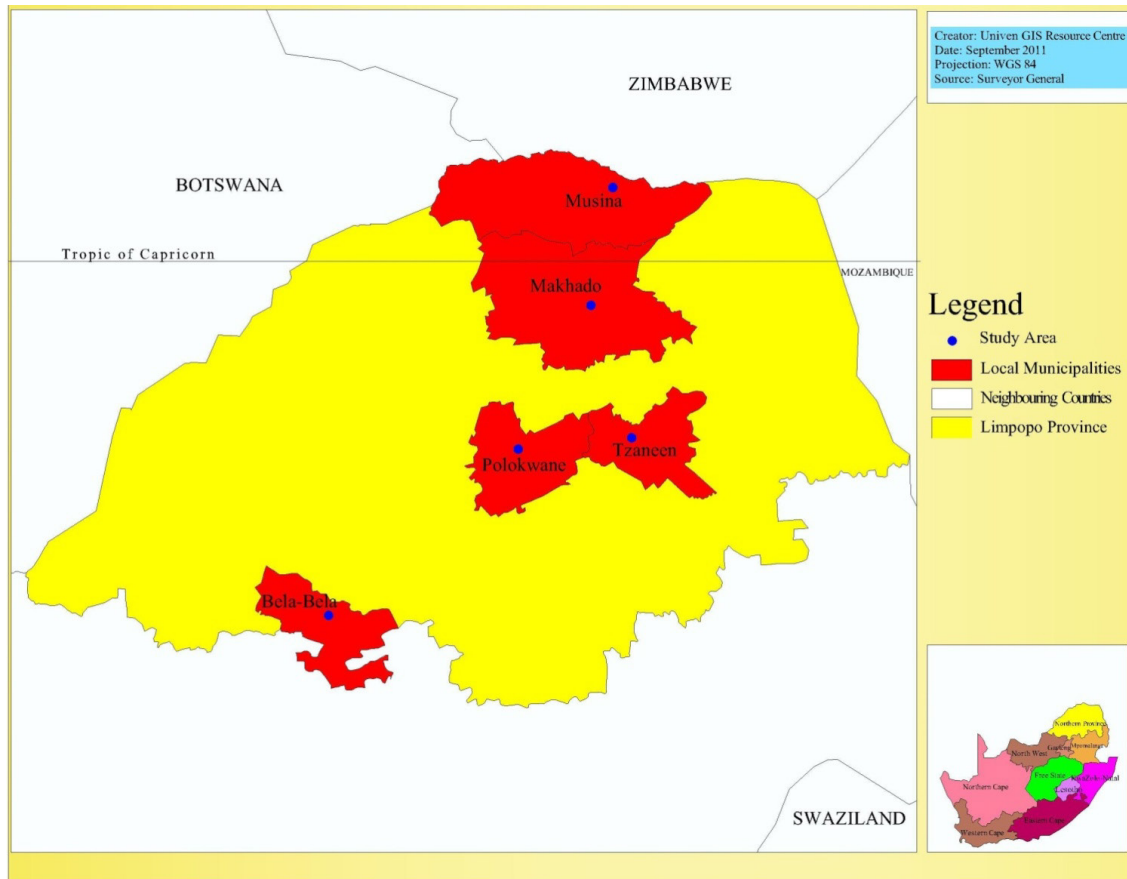 Creator: Univen GIS Resource Centre
Date: September 2011
Projection: WGS 84
Source: Surveyor General
ZIMBABWE
BOTSWANA
Musina
Tropic of Capricorn
MOZAMBIQUE
Makhado
Polokwane
Tzaneen
Bela-Bela
SWAZILAND
Legend
Study Area
Local Municipalities
Neighbouring Countries
Limpopo Province
Northern Province
North West
Free State
Lesotho
Northern Cape
Eastern Cape
Western Cape